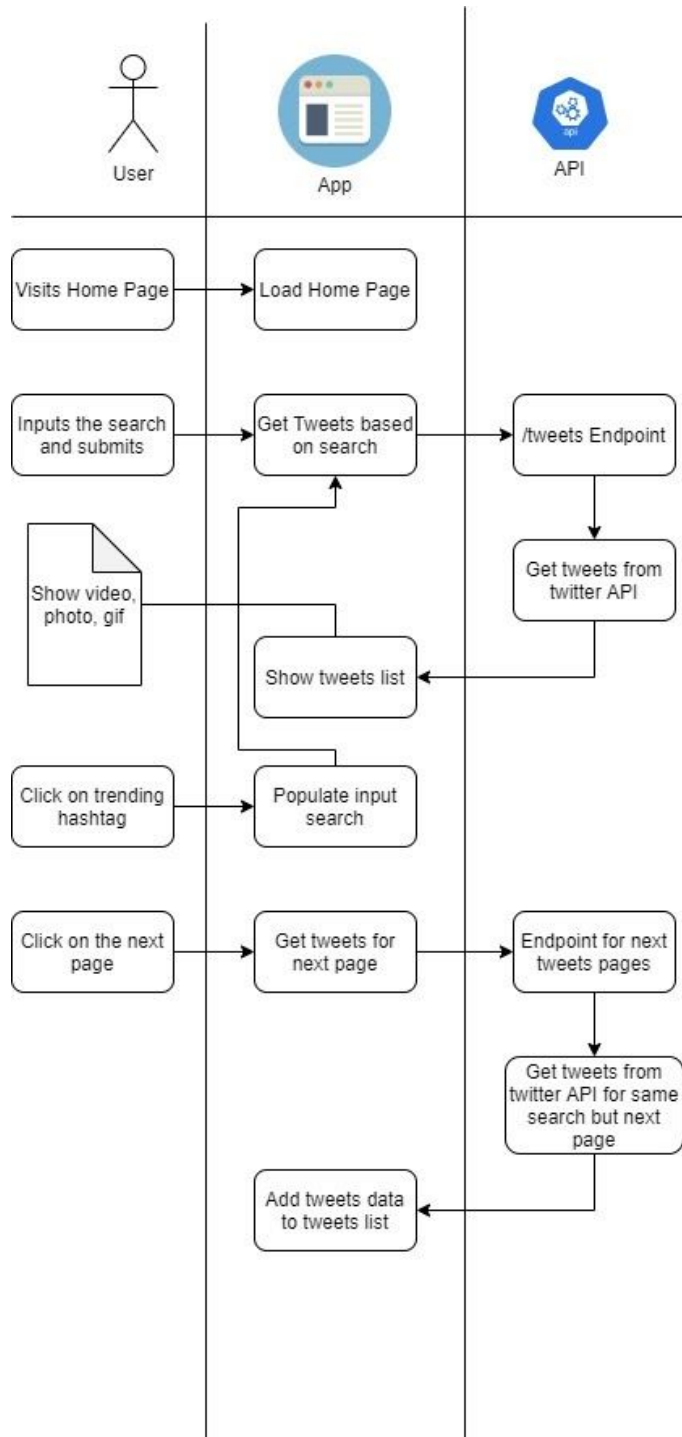 User
App
api
API
Visits Home Page
Load Home Page
Inputs the search
and submits
Get Tweets based
on search
/tweets Endpoint
Show video,
photo, gif
Get tweets from
twitter API
Show tweets list
Click on trending
hashtag
Populate input
search
Click on the next
page
Get tweets for
next page
Endpoint for next
tweets pages
Get tweets from
twitter API for same
search but next
page
Add tweets data
to tweets list